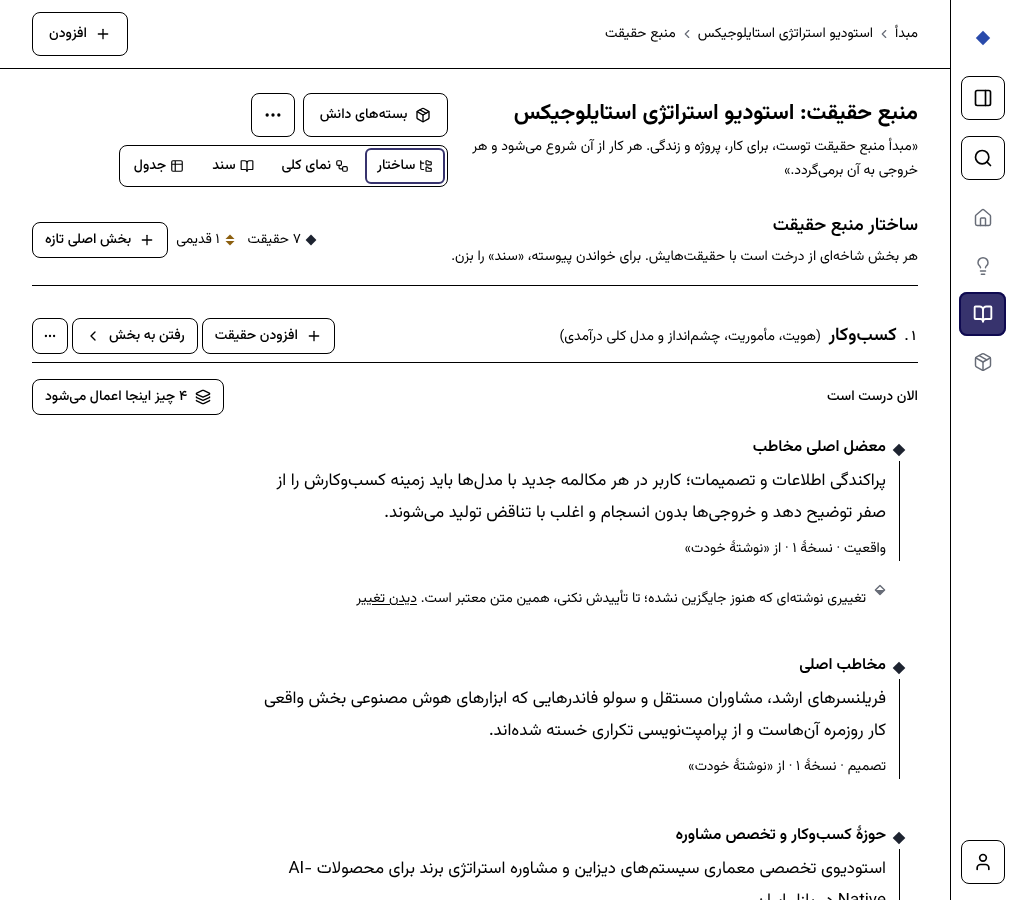 مبدأ › استودیو استراتژی استایلوجیکس › منبع حقیقت
افزودن
منبع حقیقت: استودیو استراتژی استایلوجیکس
«مبدأ منبع حقیقت توست، برای کار، پروژه و زندگی. هر کار از آن شروع می‌شود و هر
خروجی به آن برمی‌گردد.»
بسته‌های دانش
ساختار
نمای کلی
سند
جدول
ساختار منبع حقیقت
هر بخش شاخه‌ای از درخت است با حقیقت‌هایش. برای خواندن پیوسته، «سند» را بزن.
۷ حقیقت
۱ قدیمی
بخش اصلی تازه
۱. کسب‌وکار (هویت، مأموریت، چشم‌انداز و مدل کلی درآمدی)
افزودن حقیقت
رفتن به بخش
الان درست است
۴ چیز اینجا اعمال می‌شود
معضل اصلی مخاطب
پراکندگی اطلاعات و تصمیمات؛ کاربر در هر مکالمه جدید با مدل‌ها باید زمینه کسب‌وکارش را از
صفر توضیح دهد و خروجی‌ها بدون انسجام و اغلب با تناقض تولید می‌شوند.
واقعیت · نسخهٔ ۱ · از «نوشتهٔ خودت»
تغییری نوشته‌ای که هنوز جایگزین نشده؛ تا تأییدش نکنی، همین متن معتبر است. دیدن تغییر
مخاطب اصلی
فریلنسرهای ارشد، مشاوران مستقل و سولو فاندرهایی که ابزارهای هوش مصنوعی بخش واقعی
کار روزمره آن‌هاست و از پرامپت‌نویسی تکراری خسته شده‌اند.
تصمیم · نسخهٔ ۱ · از «نوشتهٔ خودت»
حوزهٔ کسب‌وکار و تخصص مشاوره
استودیوی تخصصی معماری سیستم‌های دیزاین و مشاوره استراتژی برند برای محصولات AI-
Native